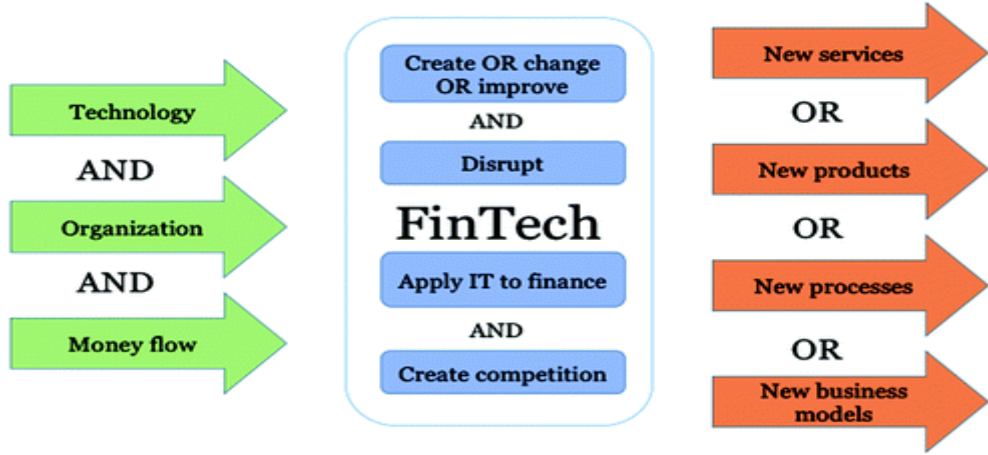 Technology
AND
Organization
AND
Money flow
Create OR change
OR improve
AND
Disrupt
FinTech
Apply IT to finance
AND
Create competition
New services
OR
New products
OR
New processes
OR
New business
models